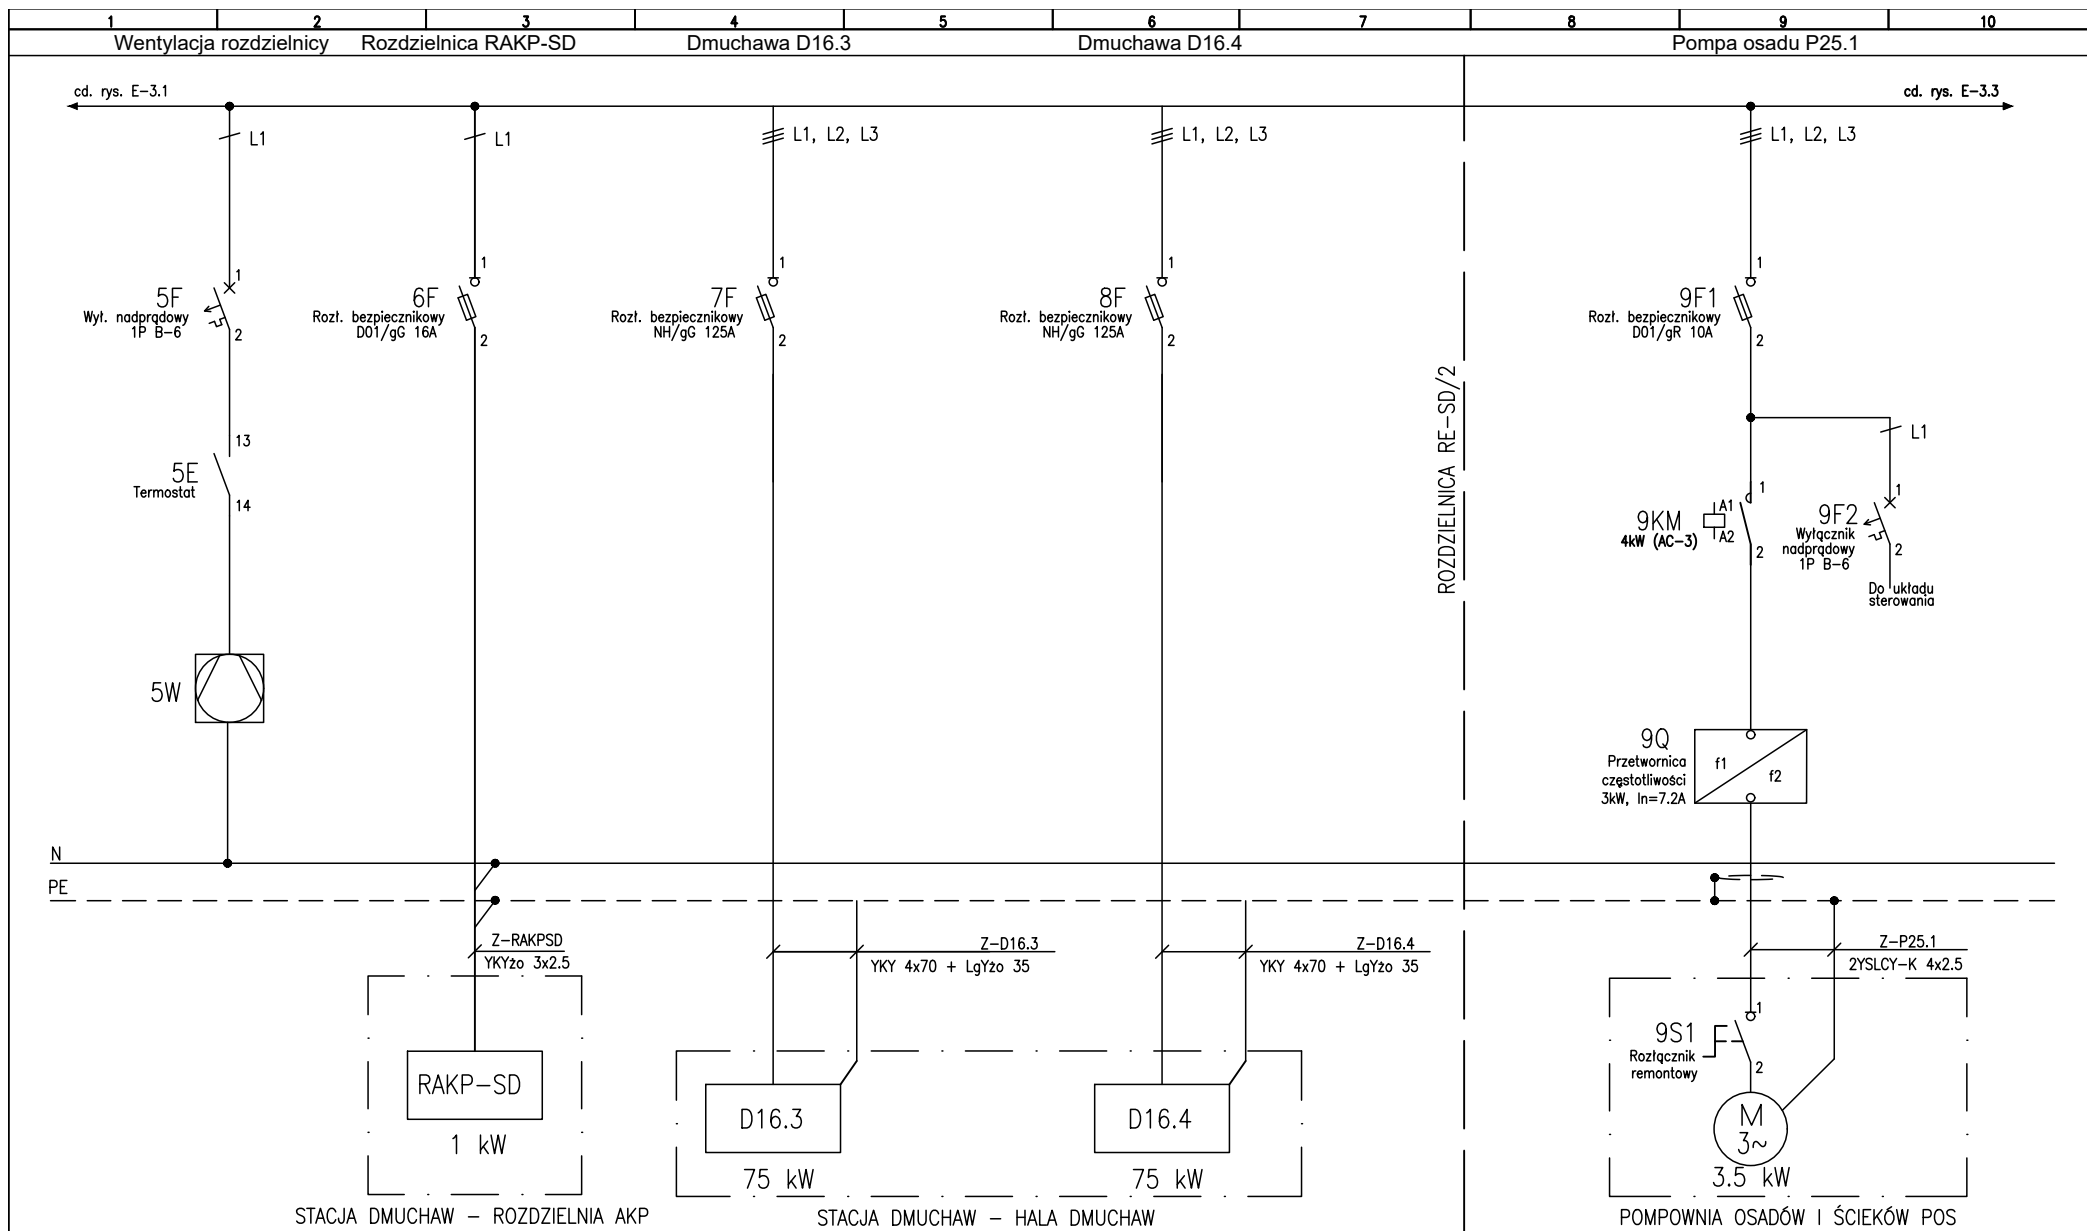 1 2 3 4 5 6 7 8 9 10
Wentylacja rozdzielnicy Rozdzielnica RAKP-SD Dmuchawa D16.3 Dmuchawa D16.4 Pompa osadu P25.1
cd. rys. E-3.1
cd. rys. E-3.3
L1
L1
L1, L2, L3
L1, L2, L3
L1, L2, L3
1
5F
Wył. nadprądowy
1P B-6
2
13
5E
Termostat
14
5W
1
6F
Rozł. bezpiecznikowy
D01/gG 16A
2
1
7F
Rozł. bezpiecznikowy
NH/gG 125A
2
1
8F
Rozł. bezpiecznikowy
NH/gG 125A
2
ROZDZIELNICA RE-SD/2
1
9F1
Rozł. bezpiecznikowy
D01/gR 10A
2
L1
1
A1
9KM
4kW (AC-3)
A2
2
1
9F2
Wyłącznik
nadprądowy
1P B-6
2
Do układu
sterowania
9Q
Przetwornica
częstotliwości
3kW, In=7.2A
f1
f2
N
PE
Z-RAKPSD
YKYżo 3x2.5
Z-D16.3
YKY 4x70 + LgYżo 35
Z-D16.4
YKY 4x70 + LgYżo 35
Z-P25.1
2YSLCY-K 4x2.5
1
9S1
Rozłącznik
remontowy
2
RAKP-SD
1 kW
D16.3
75 kW
D16.4
75 kW
M
3~
3.5 kW
STACJA DMUCHAW - ROZDZIELNIA AKP
STACJA DMUCHAW - HALA DMUCHAW
POMPOWNIA OSADÓW I ŚCIEKÓW POS